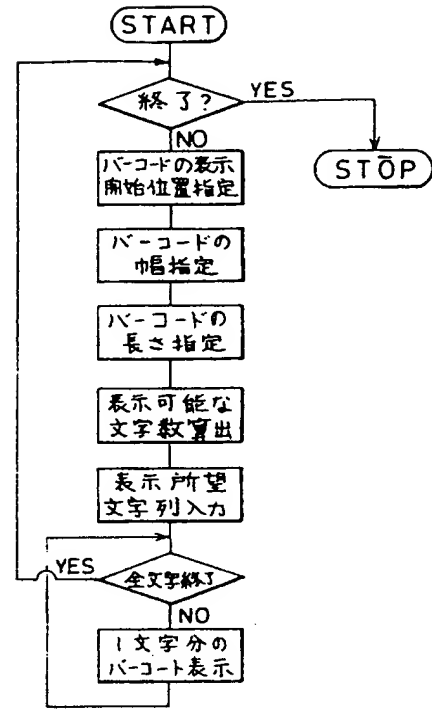 START
終了?
YES
NO
STOP
バーコードの表示
開始位置指定
バーコードの
幅指定
バーコードの
長さ指定
表示可能な
文字数算出
表示所望
文字列入力
YES
全文字終了
NO
1文字分の
バーコート表示